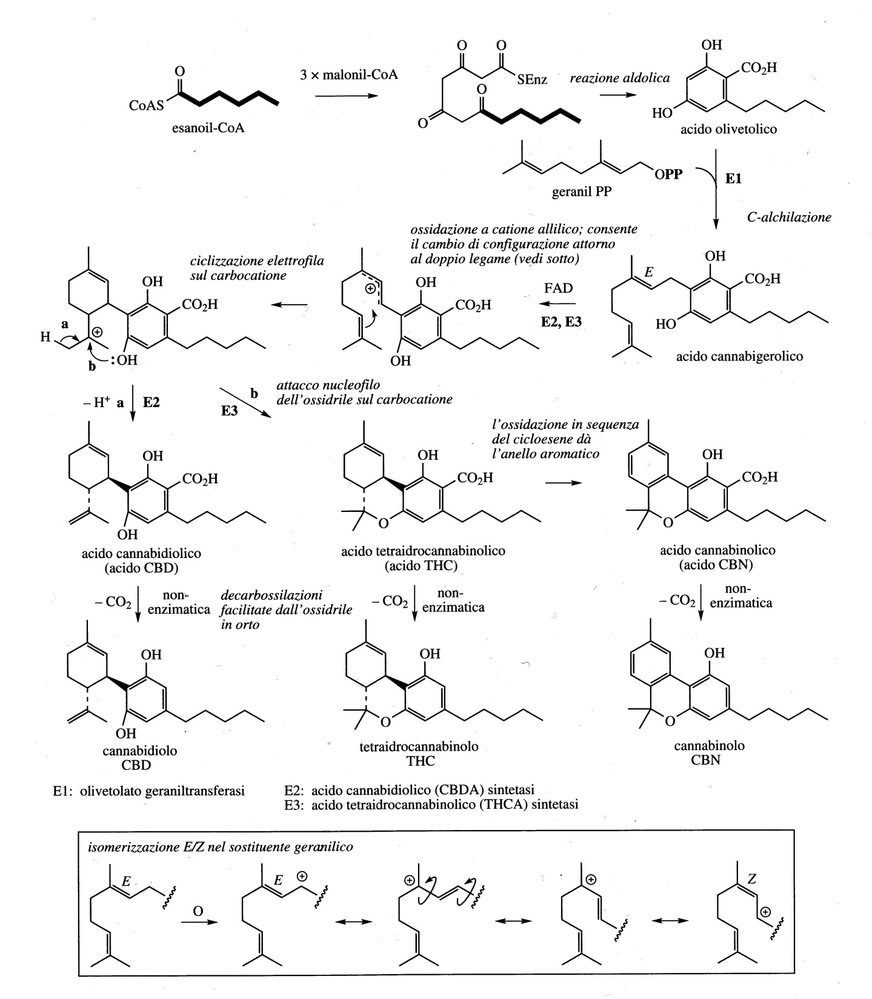 O
CoAS
esanoil-CoA
3 × malonil-CoA
O
O
SEnz
O
O
reazione aldolica
OH
CO2H
HO
acido olivetolico
OPP
geranil PP
E1
C-alchilazione
ossidazione a catione allilico; consente
il cambio di configurazione attorno
al doppio legame (vedi sotto)
ciclizzazione elettrofila
sul carbocatione
OH
CO2H
H
a
⊕
b
:OH
⊕
OH
CO2H
OH
FAD
E2, E3
E
OH
CO2H
HO
acido cannabigerolico
– H+ a
E2
b
E3
attacco nucleofilo
dell'ossidrile sul carbocatione
l'ossidazione in sequenza
del cicloesene dà
l'anello aromatico
OH
CO2H
OH
acido cannabidiolico
(acido CBD)
OH
CO2H
O
acido tetraidrocannabinolico
(acido THC)
OH
CO2H
O
acido cannabinolico
(acido CBN)
– CO2
non-
enzimatica
decarbossilazioni
facilitate dall'ossidrile
in orto
– CO2
non-
enzimatica
– CO2
non-
enzimatica
OH
OH
cannabidiolo
CBD
OH
O
tetraidrocannabinolo
THC
OH
O
cannabinolo
CBN
E1: olivetolato geraniltransferasi
E2: acido cannabidiolico (CBDA) sintetasi
E3: acido tetraidrocannabinolico (THCA) sintetasi
isomerizzazione E/Z nel sostituente geranilico
E
O
E
⊕
⊕
⊕
Z
⊕